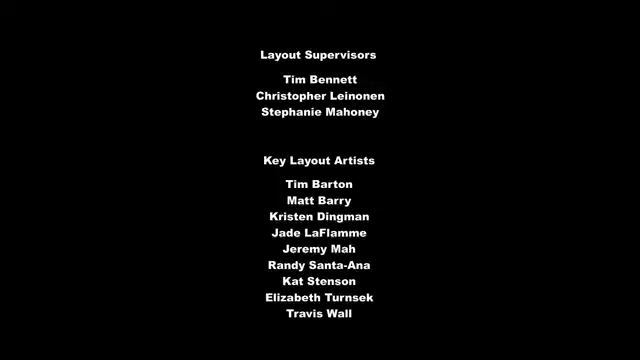 Layout Supervisors
Tim Bennett
Christopher Leinonen
Stephanie Mahoney
Key Layout Artists
Tim Barton
Matt Barry
Kristen Dingman
Jade LaFlamme
Jeremy Mah
Randy Santa-Ana
Kat Stenson
Elizabeth Turnsek
Travis Wall